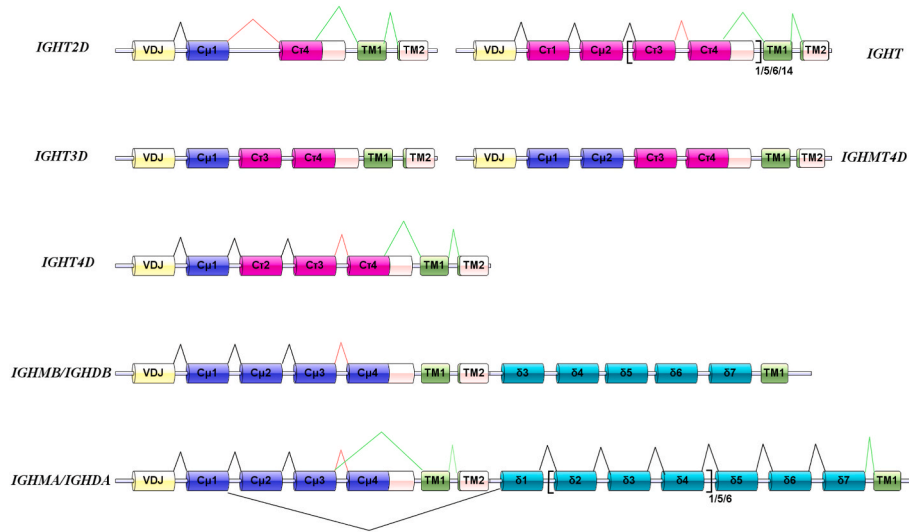 IGHT2D VDJ Cμ1 Cτ4 TM1 TM2 VDJ Cτ1 Cμ2 [ Cτ3 Cτ4 ] TM1 TM2 IGHT
1/5/6/14
IGHT3D VDJ Cμ1 Cτ3 Cτ4 TM1 TM2 VDJ Cμ1 Cμ2 Cτ3 Cτ4 TM1 TM2 IGHMT4D
IGHT4D VDJ Cμ1 Cτ2 Cτ3 Cτ4 TM1 TM2
IGHMB/IGHDB VDJ Cμ1 Cμ2 Cμ3 Cμ4 TM1 TM2 δ3 δ4 δ5 δ6 δ7 TM1
IGHMA/IGHDA VDJ Cμ1 Cμ2 Cμ3 Cμ4 TM1 TM2 δ1 [ δ2 δ3 δ4 ] δ5 δ6 δ7 TM1
1/5/6